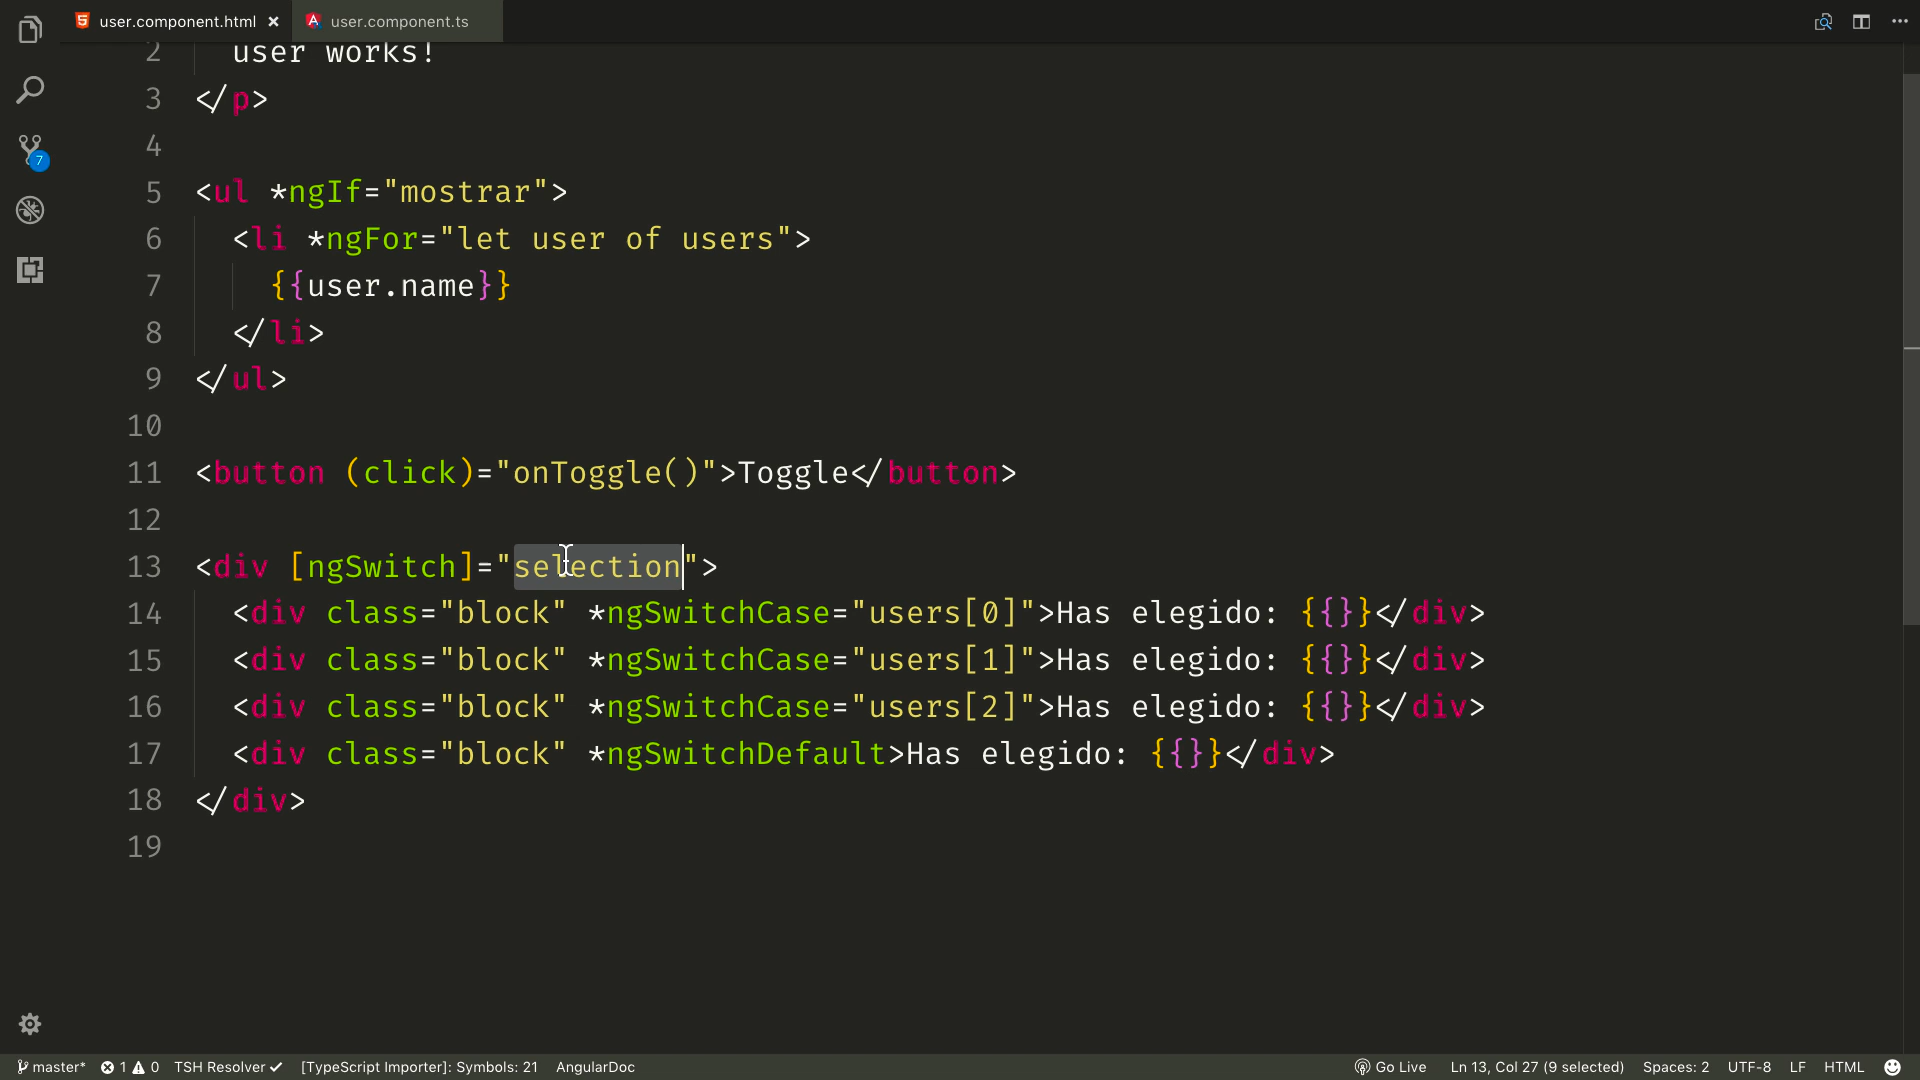 user.component.html
user.component.ts
2 user works!
3 </p>
4
5 <ul *ngIf="mostrar">
6 <li *ngFor="let user of users">
7 {{user.name}}
8 </li>
9 </ul>
10
11 <button (click)="onToggle()">Toggle</button>
12
13 <div [ngSwitch]="selection">
14 <div class="block" *ngSwitchCase="users[0]">Has elegido: {{}}</div>
15 <div class="block" *ngSwitchCase="users[1]">Has elegido: {{}}</div>
16 <div class="block" *ngSwitchCase="users[2]">Has elegido: {{}}</div>
17 <div class="block" *ngSwitchDefault>Has elegido: {{}}</div>
18 </div>
19
7
master* 1 0 TSH Resolver ✓ [TypeScript Importer]: Symbols: 21 AngularDoc Go Live Ln 13, Col 27 (9 selected) Spaces: 2 UTF-8 LF HTML